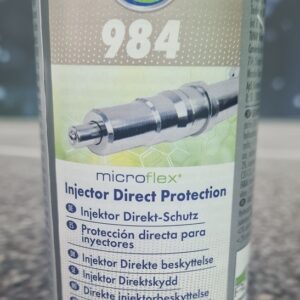 984
microflex®
Injector Direct Protection
Injektor Direkt-Schutz
Protección directa para
inyectores
Injektor Direkte beskyttelse
Injektor Direktskydd
Direkte injektorbeskyttelse